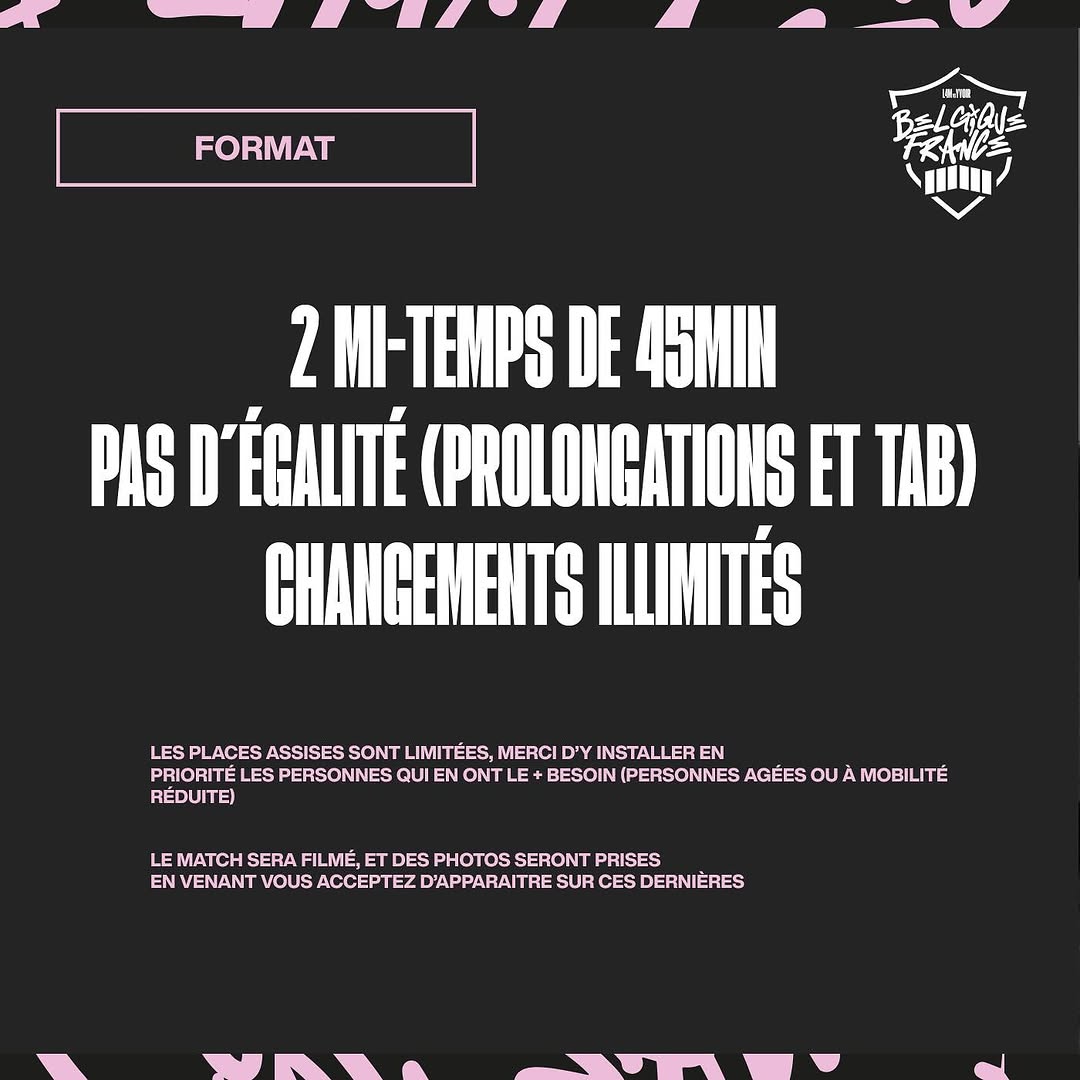 FORMAT
BELGIQUE
FRANCE
2 MI-TEMPS DE 45MIN
PAS D´ÉGALITÉ (PROLONGATIONS ET TAB)
CHANGEMENTS ILLIMITÉS
LES PLACES ASSISES SONT LIMITÉES, MERCI D’Y INSTALLER EN
PRIORITÉ LES PERSONNES QUI EN ONT LE + BESOIN (PERSONNES AGÉES OU À MOBILITÉ
RÉDUITE)
LE MATCH SERA FILMÉ, ET DES PHOTOS SERONT PRISES
EN VENANT VOUS ACCEPTEZ D’APPARAITRE SUR CES DERNIÈRES